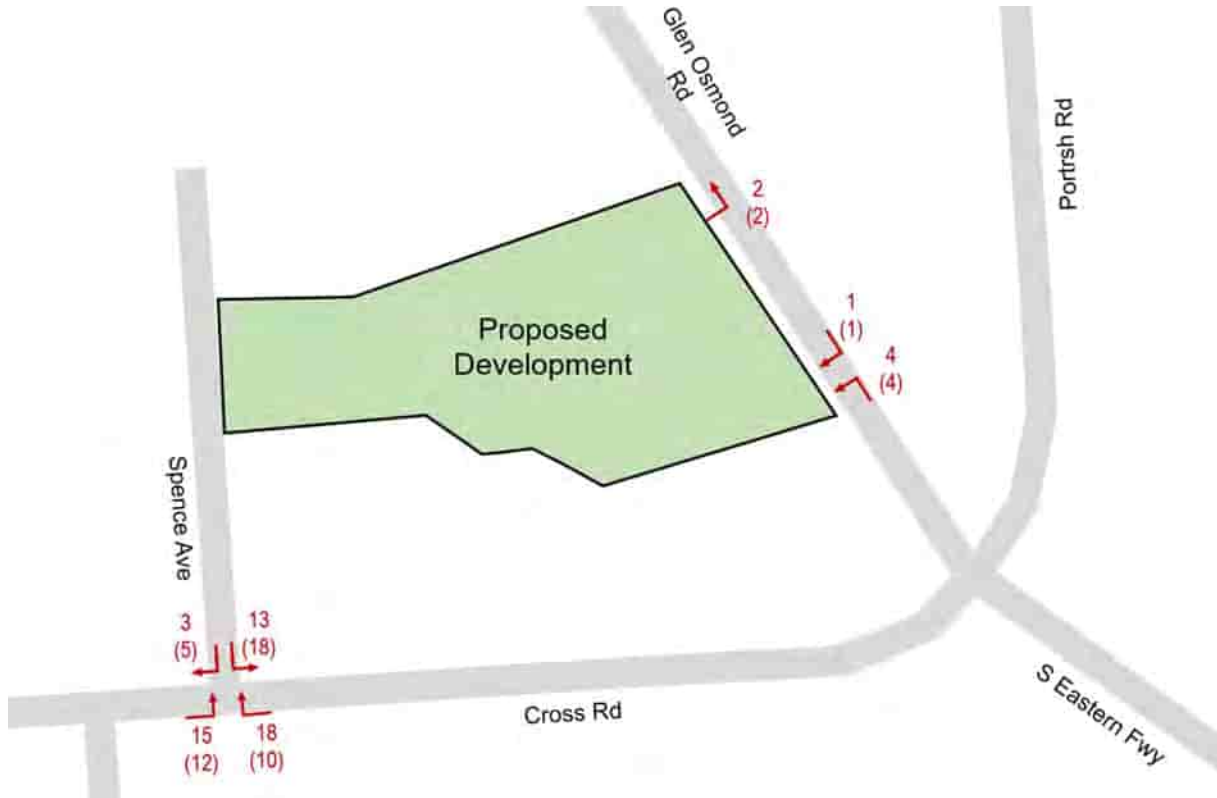 Glen Osmond
Rd
Portrsh Rd
2
(2)
1
(1)
4
(4)
Proposed
Development
Spence Ave
3
(5)
13
(18)
15
(12)
18
(10)
Cross Rd
S Eastern Fwy